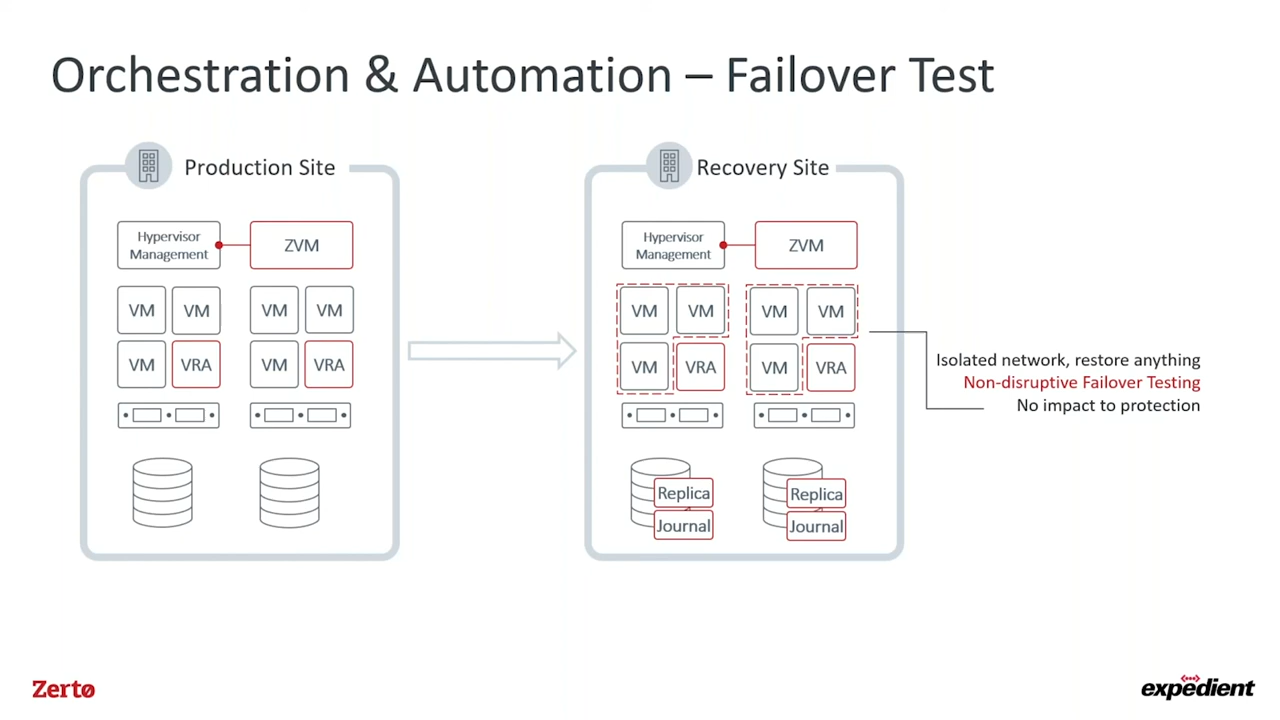 Orchestration & Automation – Failover Test
Production Site
Hypervisor
Management
ZVM
VM
VM
VM
VM
VM
VRA
VM
VRA
Recovery Site
Hypervisor
Management
ZVM
VM
VM
VM
VM
VM
VRA
VM
VRA
Replica
Journal
Replica
Journal
Isolated network, restore anything
Non-disruptive Failover Testing
No impact to protection
Zerto
expedient